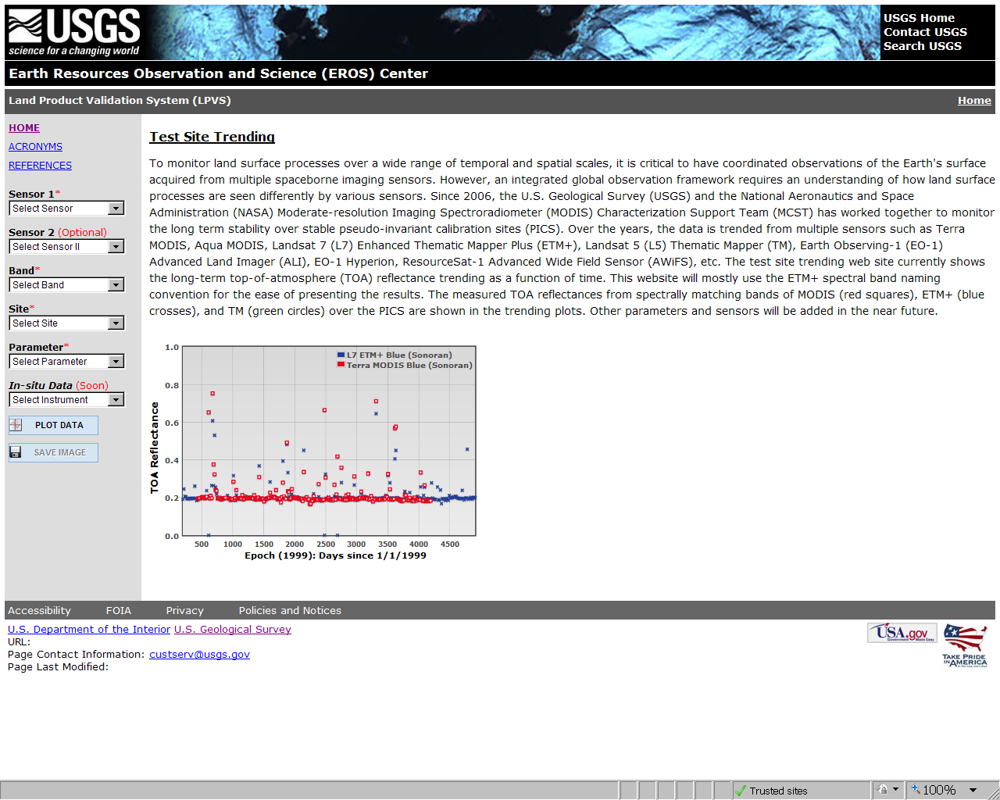 USGS
science for a changing world
USGS Home
Contact USGS
Search USGS
Earth Resources Observation and Science (EROS) Center
Land Product Validation System (LPVS)
Home
HOME
ACRONYMS
REFERENCES
Sensor 1*
Select Sensor
Sensor 2 (Optional)
Select Sensor II
Band*
Select Band
Site*
Select Site
Parameter*
Select Parameter
In-situ Data (Soon)
Select Instrument
PLOT DATA
SAVE IMAGE
Test Site Trending
To monitor land surface processes over a wide range of temporal and spatial scales, it is critical to have coordinated observations of the Earth's surface
acquired from multiple spaceborne imaging sensors. However, an integrated global observation framework requires an understanding of how land surface
processes are seen differently by various sensors. Since 2006, the U.S. Geological Survey (USGS) and the National Aeronautics and Space
Administration (NASA) Moderate-resolution Imaging Spectroradiometer (MODIS) Characterization Support Team (MCST) has worked together to monitor
the long term stability over stable pseudo-invariant calibration sites (PICS). Over the years, the data is trended from multiple sensors such as Terra
MODIS, Aqua MODIS, Landsat 7 (L7) Enhanced Thematic Mapper Plus (ETM+), Landsat 5 (L5) Thematic Mapper (TM), Earth Observing-1 (EO-1)
Advanced Land Imager (ALI), EO-1 Hyperion, ResourceSat-1 Advanced Wide Field Sensor (AWiFS), etc. The test site trending web site currently shows
the long-term top-of-atmosphere (TOA) reflectance trending as a function of time. This website will mostly use the ETM+ spectral band naming
convention for the ease of presenting the results. The measured TOA reflectances from spectrally matching bands of MODIS (red squares), ETM+ (blue
crosses), and TM (green circles) over the PICS are shown in the trending plots. Other parameters and sensors will be added in the near future.
L7 ETM+ Blue (Sonoran)
Terra MODIS Blue (Sonoran)
TOA Reflectance
1.0
0.8
0.6
0.4
0.2
0.0
500 1000 1500 2000 2500 3000 3500 4000 4500
Epoch (1999): Days since 1/1/1999
Accessibility FOIA Privacy Policies and Notices
U.S. Department of the Interior U.S. Geological Survey
URL:
Page Contact Information: custserv@usgs.gov
Page Last Modified:
USA.gov
Government Made Easy
TAKE PRIDE
IN AMERICA
Trusted sites
100%